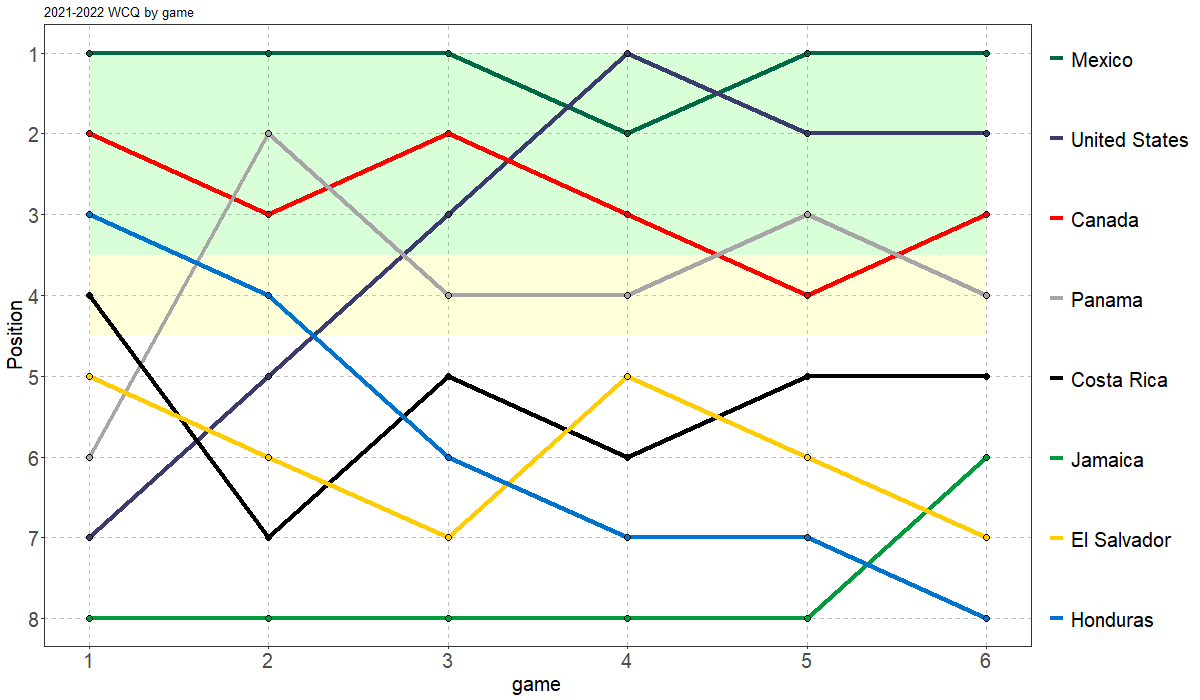 2021-2022 WCQ by game
Position
1
2
3
4
5
6
7
8
1 2 3 4 5 6
game
Mexico
United States
Canada
Panama
Costa Rica
Jamaica
El Salvador
Honduras